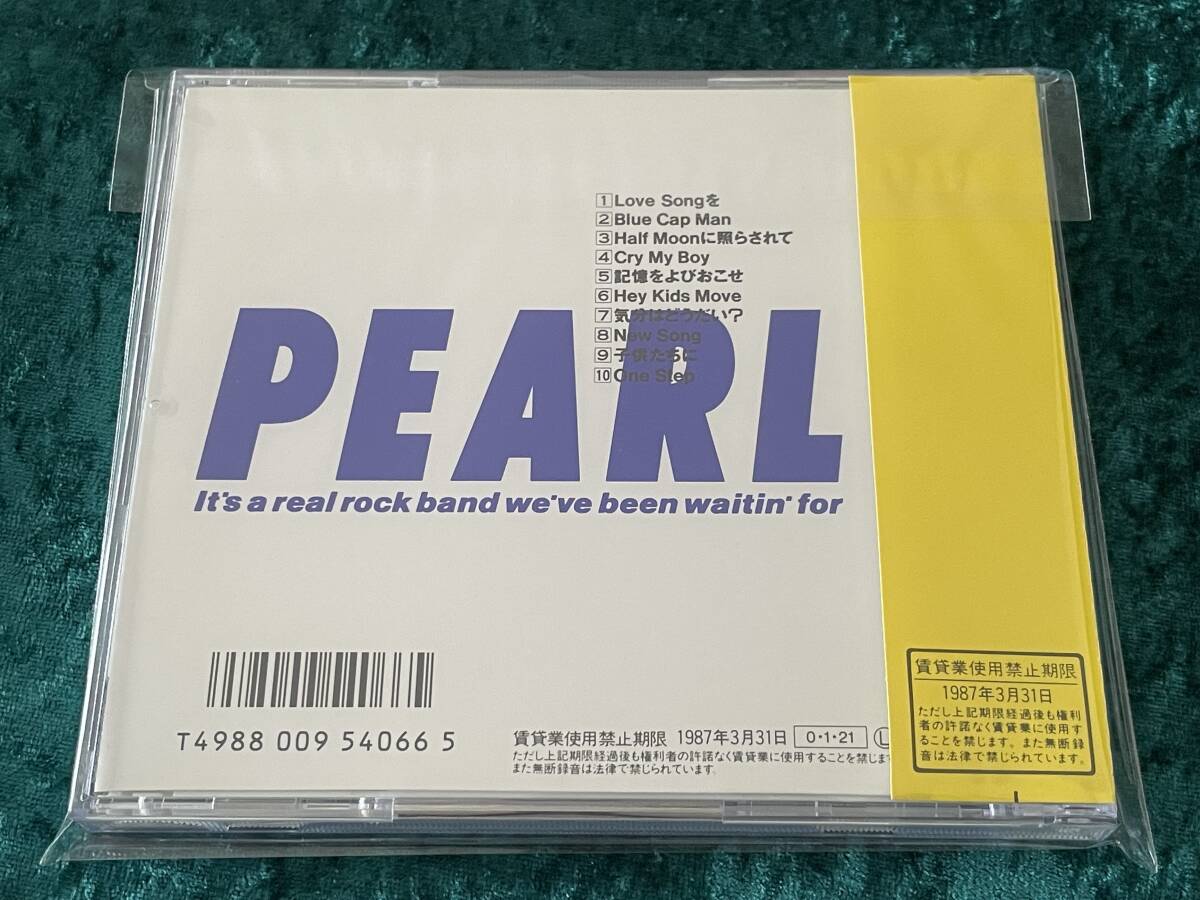 1 Love Songを
2 Blue Cap Man
3 Half Moonに照らされて
4 Cry My Boy
5 記憶をよびおこせ
6 Hey Kids Move
7 気分はどうだい?
8 New Song
9 子供たちに
10 One Step
PEARL
It's a real rock band we've been waitin' for
T4988 009 54066 5
賃貸業使用禁止期限 1987年3月31日 0・1・21 L
ただし上記期限経過後も権利者の許諾なく賃貸業に使用することを禁じます
また無断録音は法律で禁じられています。
賃貸業使用禁止期限
1987年3月31日
ただし上記期限経過後も権利
者の許諾なく賃貸業に使用す
ることを禁じます。また無断録
音は法律で禁じられています。